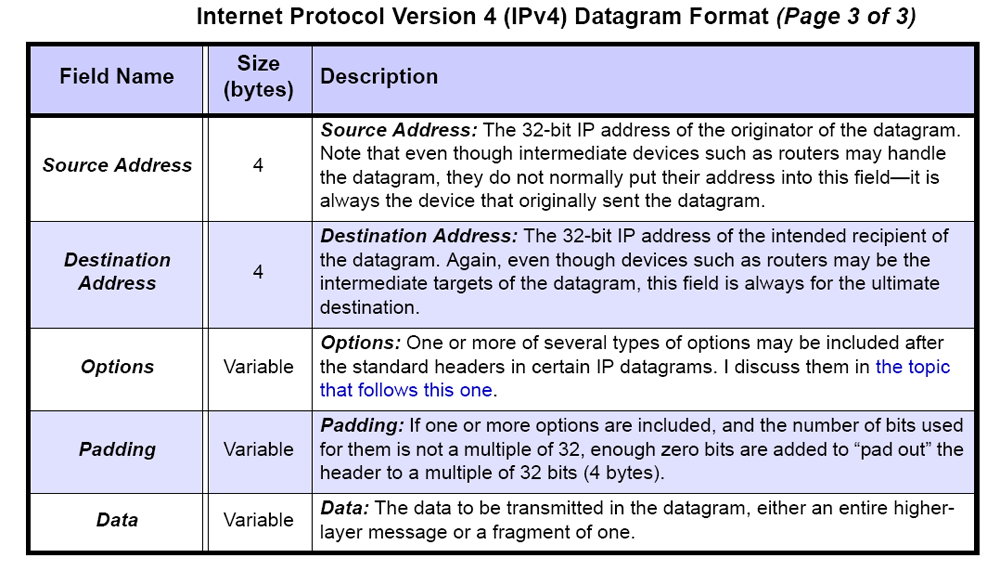 Internet Protocol Version 4 (IPv4) Datagram Format (Page 3 of 3)
Field Name
Size
(bytes)
Description
Source Address
4
Source Address: The 32-bit IP address of the originator of the datagram.
Note that even though intermediate devices such as routers may handle
the datagram, they do not normally put their address into this field—it is
always the device that originally sent the datagram.
Destination
Address
4
Destination Address: The 32-bit IP address of the intended recipient of
the datagram. Again, even though devices such as routers may be the
intermediate targets of the datagram, this field is always for the ultimate
destination.
Options
Variable
Options: One or more of several types of options may be included after
the standard headers in certain IP datagrams. I discuss them in the topic
that follows this one.
Padding
Variable
Padding: If one or more options are included, and the number of bits used
for them is not a multiple of 32, enough zero bits are added to “pad out” the
header to a multiple of 32 bits (4 bytes).
Data
Variable
Data: The data to be transmitted in the datagram, either an entire higher-
layer message or a fragment of one.